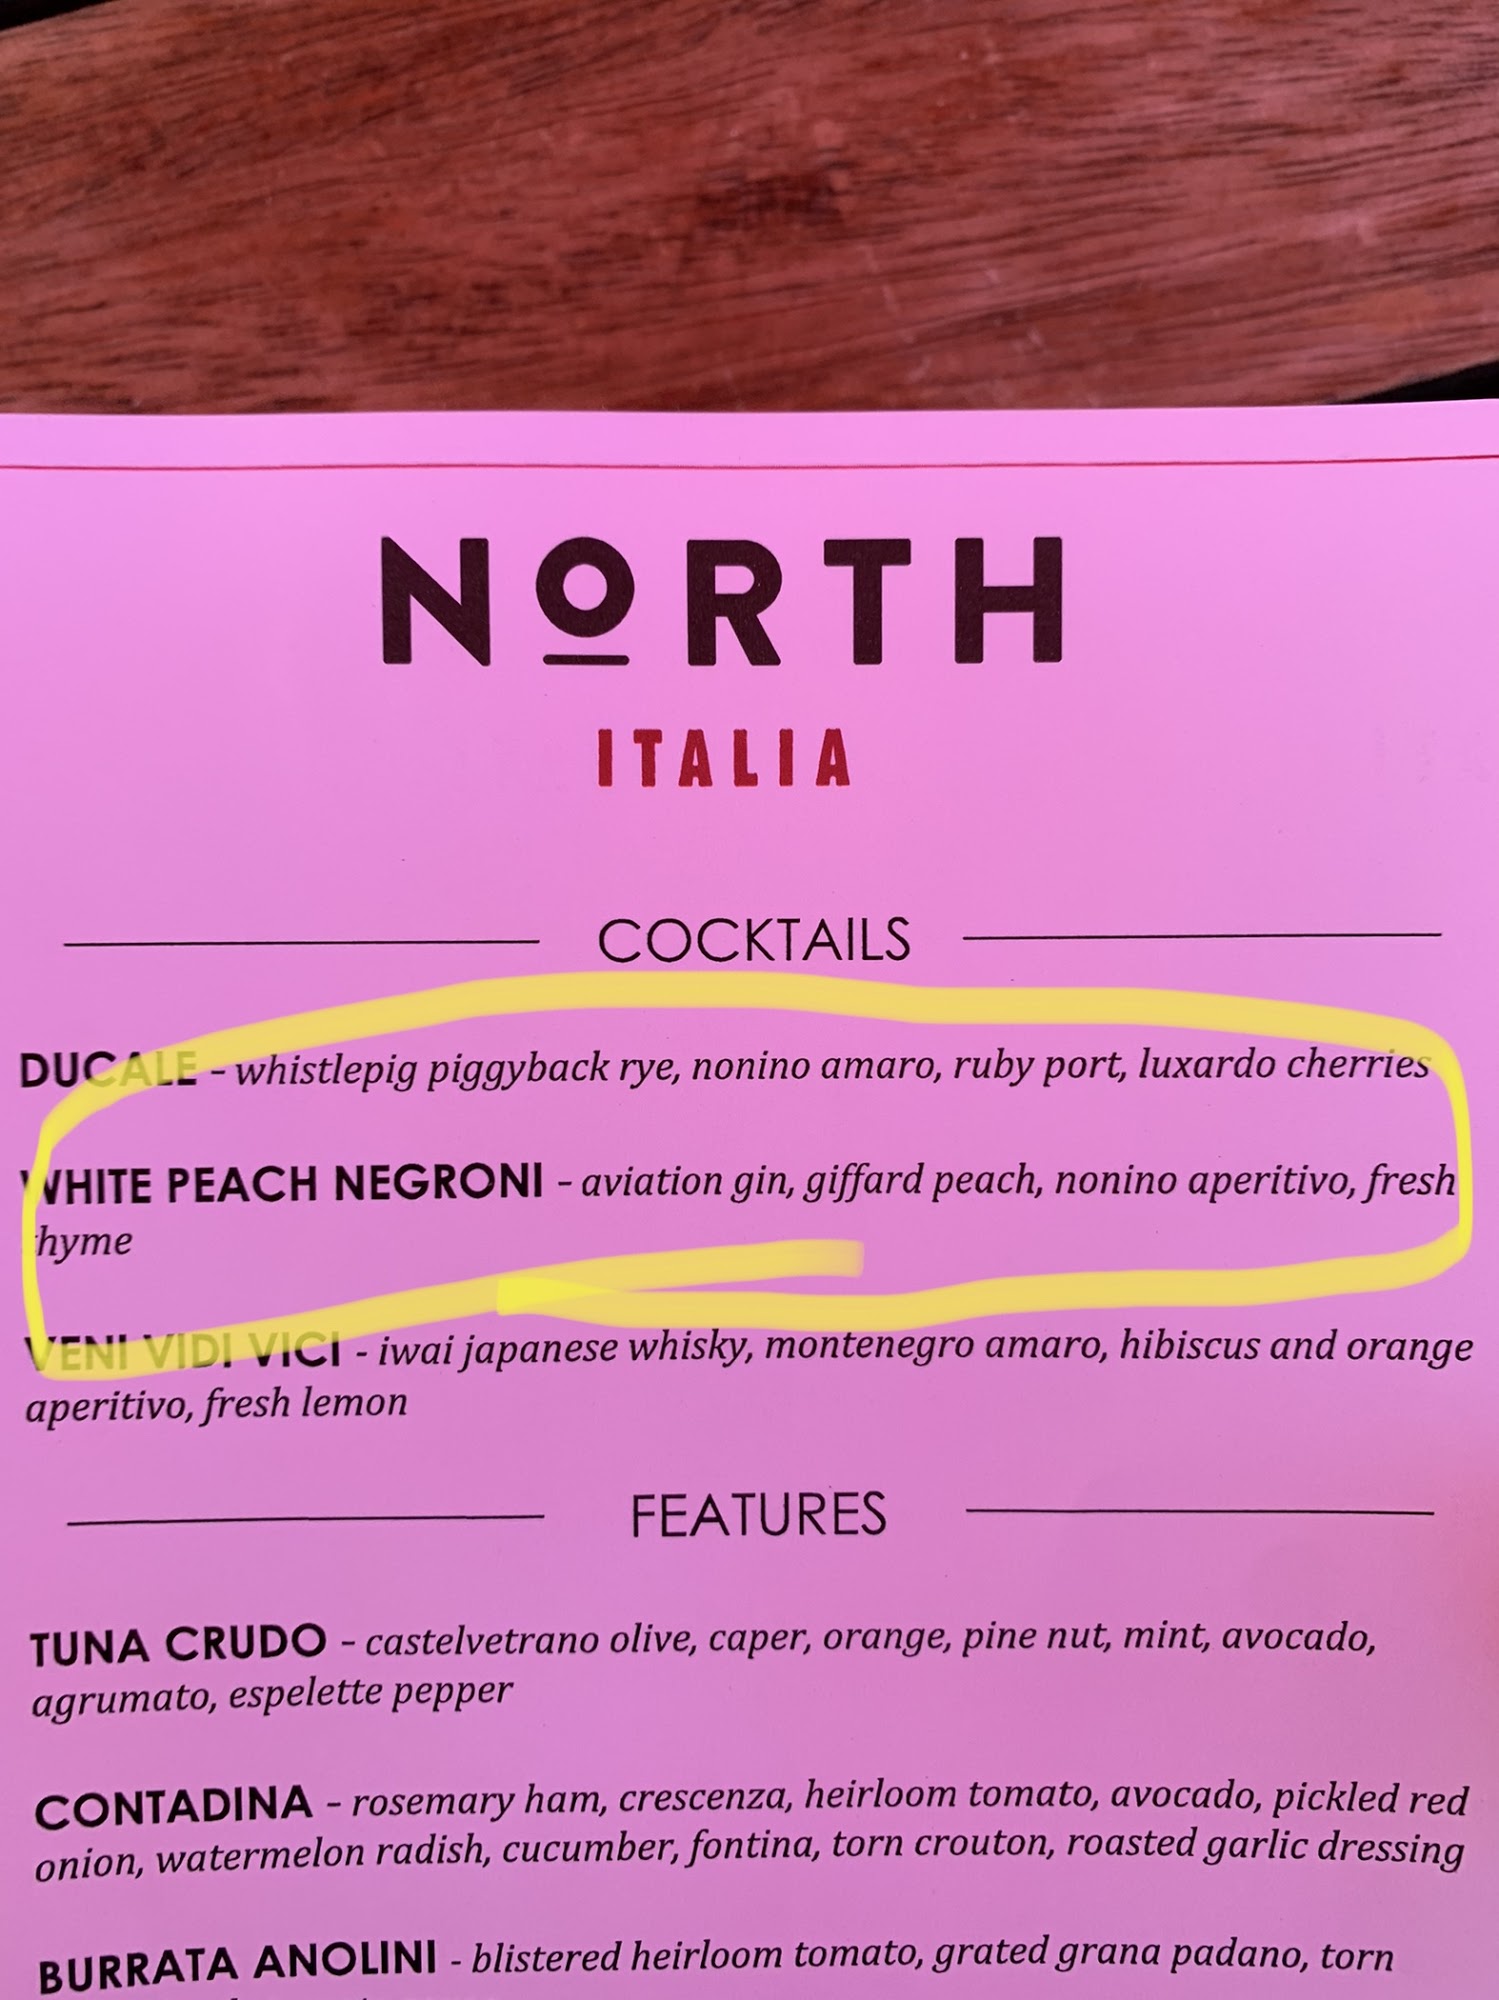 NORTH
ITALIA
COCKTAILS
DUCALE - whistlepig piggyback rye, nonino amaro, ruby port, luxardo cherries
WHITE PEACH NEGRONI - aviation gin, giffard peach, nonino aperitivo, fresh
thyme
VENI VIDI VICI - iwai japanese whisky, montenegro amaro, hibiscus and orange
aperitivo, fresh lemon
FEATURES
TUNA CRUDO - castelvetrano olive, caper, orange, pine nut, mint, avocado,
agrumato, espelette pepper
CONTADINA - rosemary ham, crescenza, heirloom tomato, avocado, pickled red
onion, watermelon radish, cucumber, fontina, torn crouton, roasted garlic dressing
BURRATA ANOLINI - blistered heirloom tomato, grated grana padano, torn